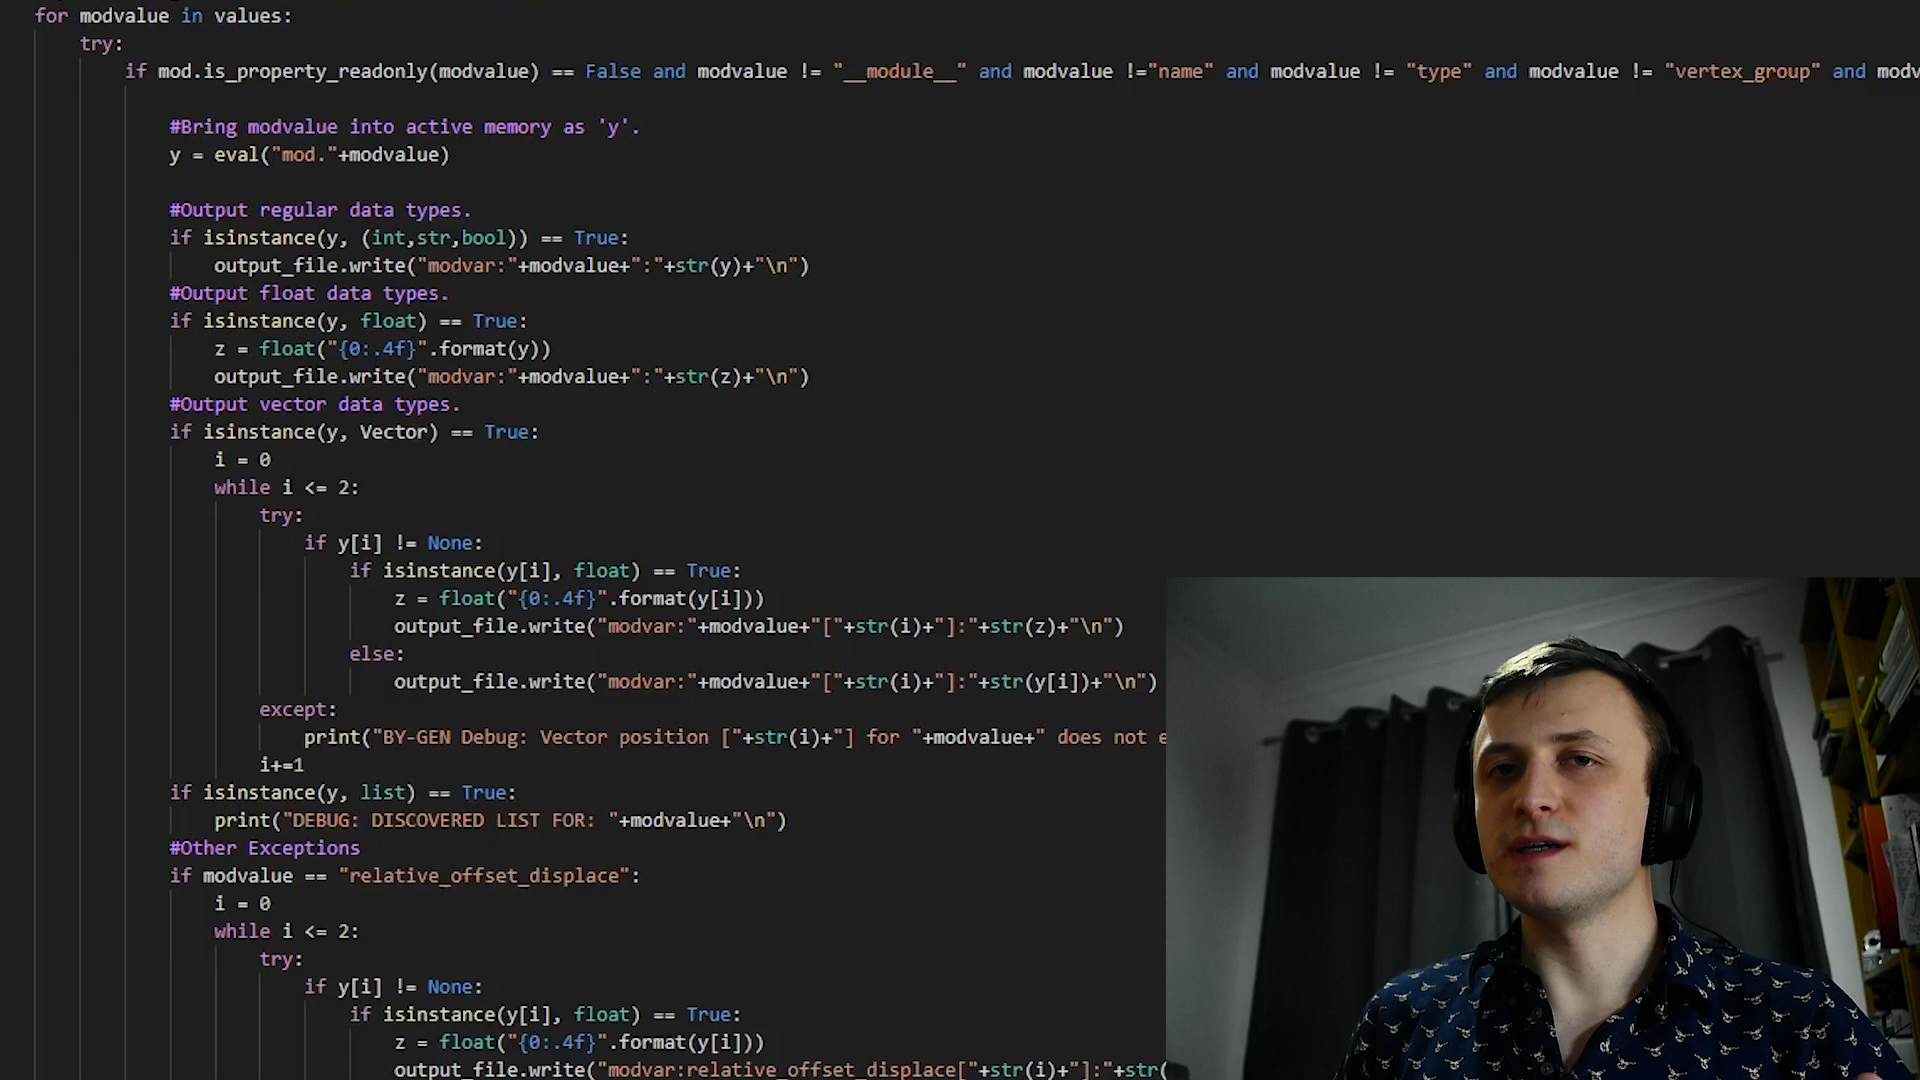 for modvalue in values:
try:
if mod.is_property_readonly(modvalue) == False and modvalue != "__module__" and modvalue !="name" and modvalue != "type" and modvalue != "vertex_group" and modv
#Bring modvalue into active memory as 'y'.
y = eval("mod."+modvalue)
#Output regular data types.
if isinstance(y, (int,str,bool)) == True:
output_file.write("modvar:"+modvalue+":"+str(y)+"\n")
#Output float data types.
if isinstance(y, float) == True:
z = float("{0:.4f}".format(y))
output_file.write("modvar:"+modvalue+":"+str(z)+"\n")
#Output vector data types.
if isinstance(y, Vector) == True:
i = 0
while i <= 2:
try:
if y[i] != None:
if isinstance(y[i], float) == True:
z = float("{0:.4f}".format(y[i]))
output_file.write("modvar:"+modvalue+"["+str(i)+"]:"+str(z)+"\n")
else:
output_file.write("modvar:"+modvalue+"["+str(i)+"]:"+str(y[i])+"\n")
except:
print("BY-GEN Debug: Vector position ["+str(i)+"] for "+modvalue+" does not e
i+=1
if isinstance(y, list) == True:
print("DEBUG: DISCOVERED LIST FOR: "+modvalue+"\n")
#Other Exceptions
if modvalue == "relative_offset_displace":
i = 0
while i <= 2:
try:
if y[i] != None:
if isinstance(y[i], float) == True:
z = float("{0:.4f}".format(y[i]))
output_file.write("modvar:relative_offset_displace["+str(i)+"]:"+str(